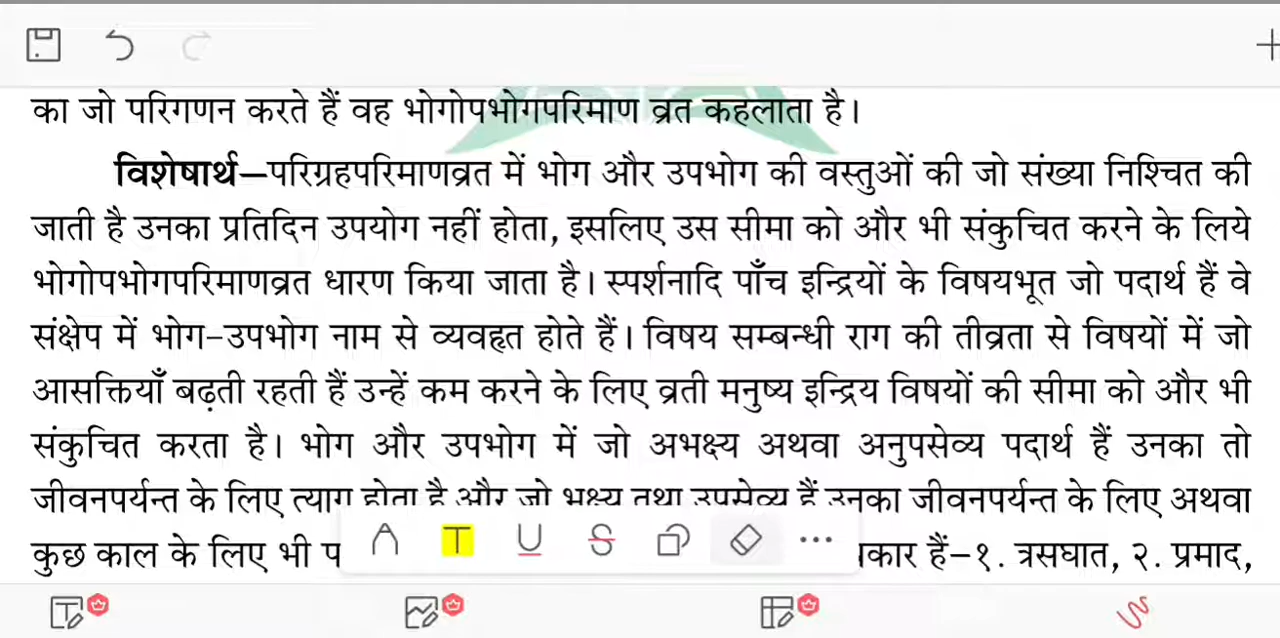 का जो परिगणन करते हैं वह भोगोपभोगपरिमाण व्रत कहलाता है।
विशेषार्थ—परिग्रहपरिमाणव्रत में भोग और उपभोग की वस्तुओं की जो संख्या निश्चित की
जाती है उनका प्रतिदिन उपयोग नहीं होता, इसलिए उस सीमा को और भी संकुचित करने के लिये
भोगोपभोगपरिमाणव्रत धारण किया जाता है। स्पर्शनादि पाँच इन्द्रियों के विषयभूत जो पदार्थ हैं वे
संक्षेप में भोग-उपभोग नाम से व्यवहृत होते हैं। विषय सम्बन्धी राग की तीव्रता से विषयों में जो
आसक्तियाँ बढ़ती रहती हैं उन्हें कम करने के लिए व्रती मनुष्य इन्द्रिय विषयों की सीमा को और भी
संकुचित करता है। भोग और उपभोग में जो अभक्ष्य अथवा अनुपसेव्य पदार्थ हैं उनका तो
जीवनपर्यन्त के लिए त्याग होता है और जो भक्ष्य तथा उपसेव्य हैं उनका जीवनपर्यन्त के लिए अथवा
कुछ काल के लिए भी हैं—१. त्रसघात, २. प्रमाद,